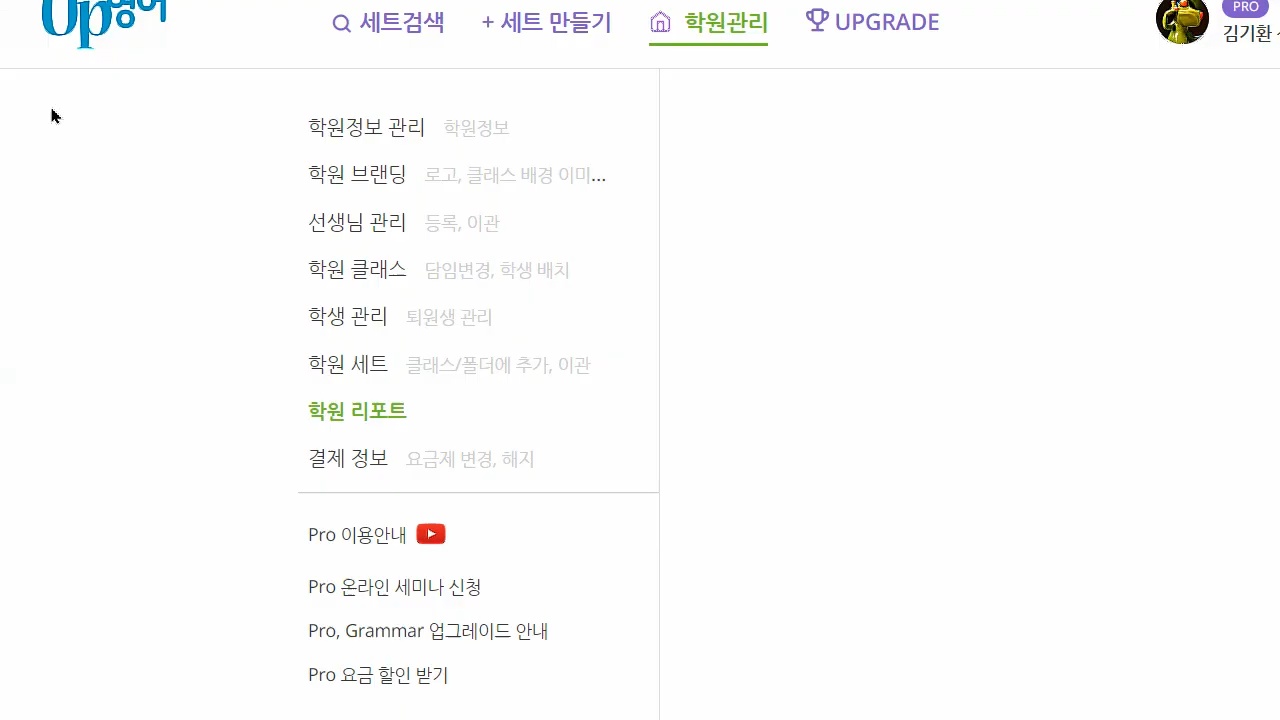 Up영어
세트검색
+ 세트 만들기
학원관리
UPGRADE
PRO
김기환
학원정보 관리 학원정보
학원 브랜딩 로고, 클래스 배경 이미...
선생님 관리 등록, 이관
학원 클래스 담임변경, 학생 배치
학생 관리 퇴원생 관리
학원 세트 클래스/폴더에 추가, 이관
학원 리포트
결제 정보 요금제 변경, 해지
Pro 이용안내
Pro 온라인 세미나 신청
Pro, Grammar 업그레이드 안내
Pro 요금 할인 받기